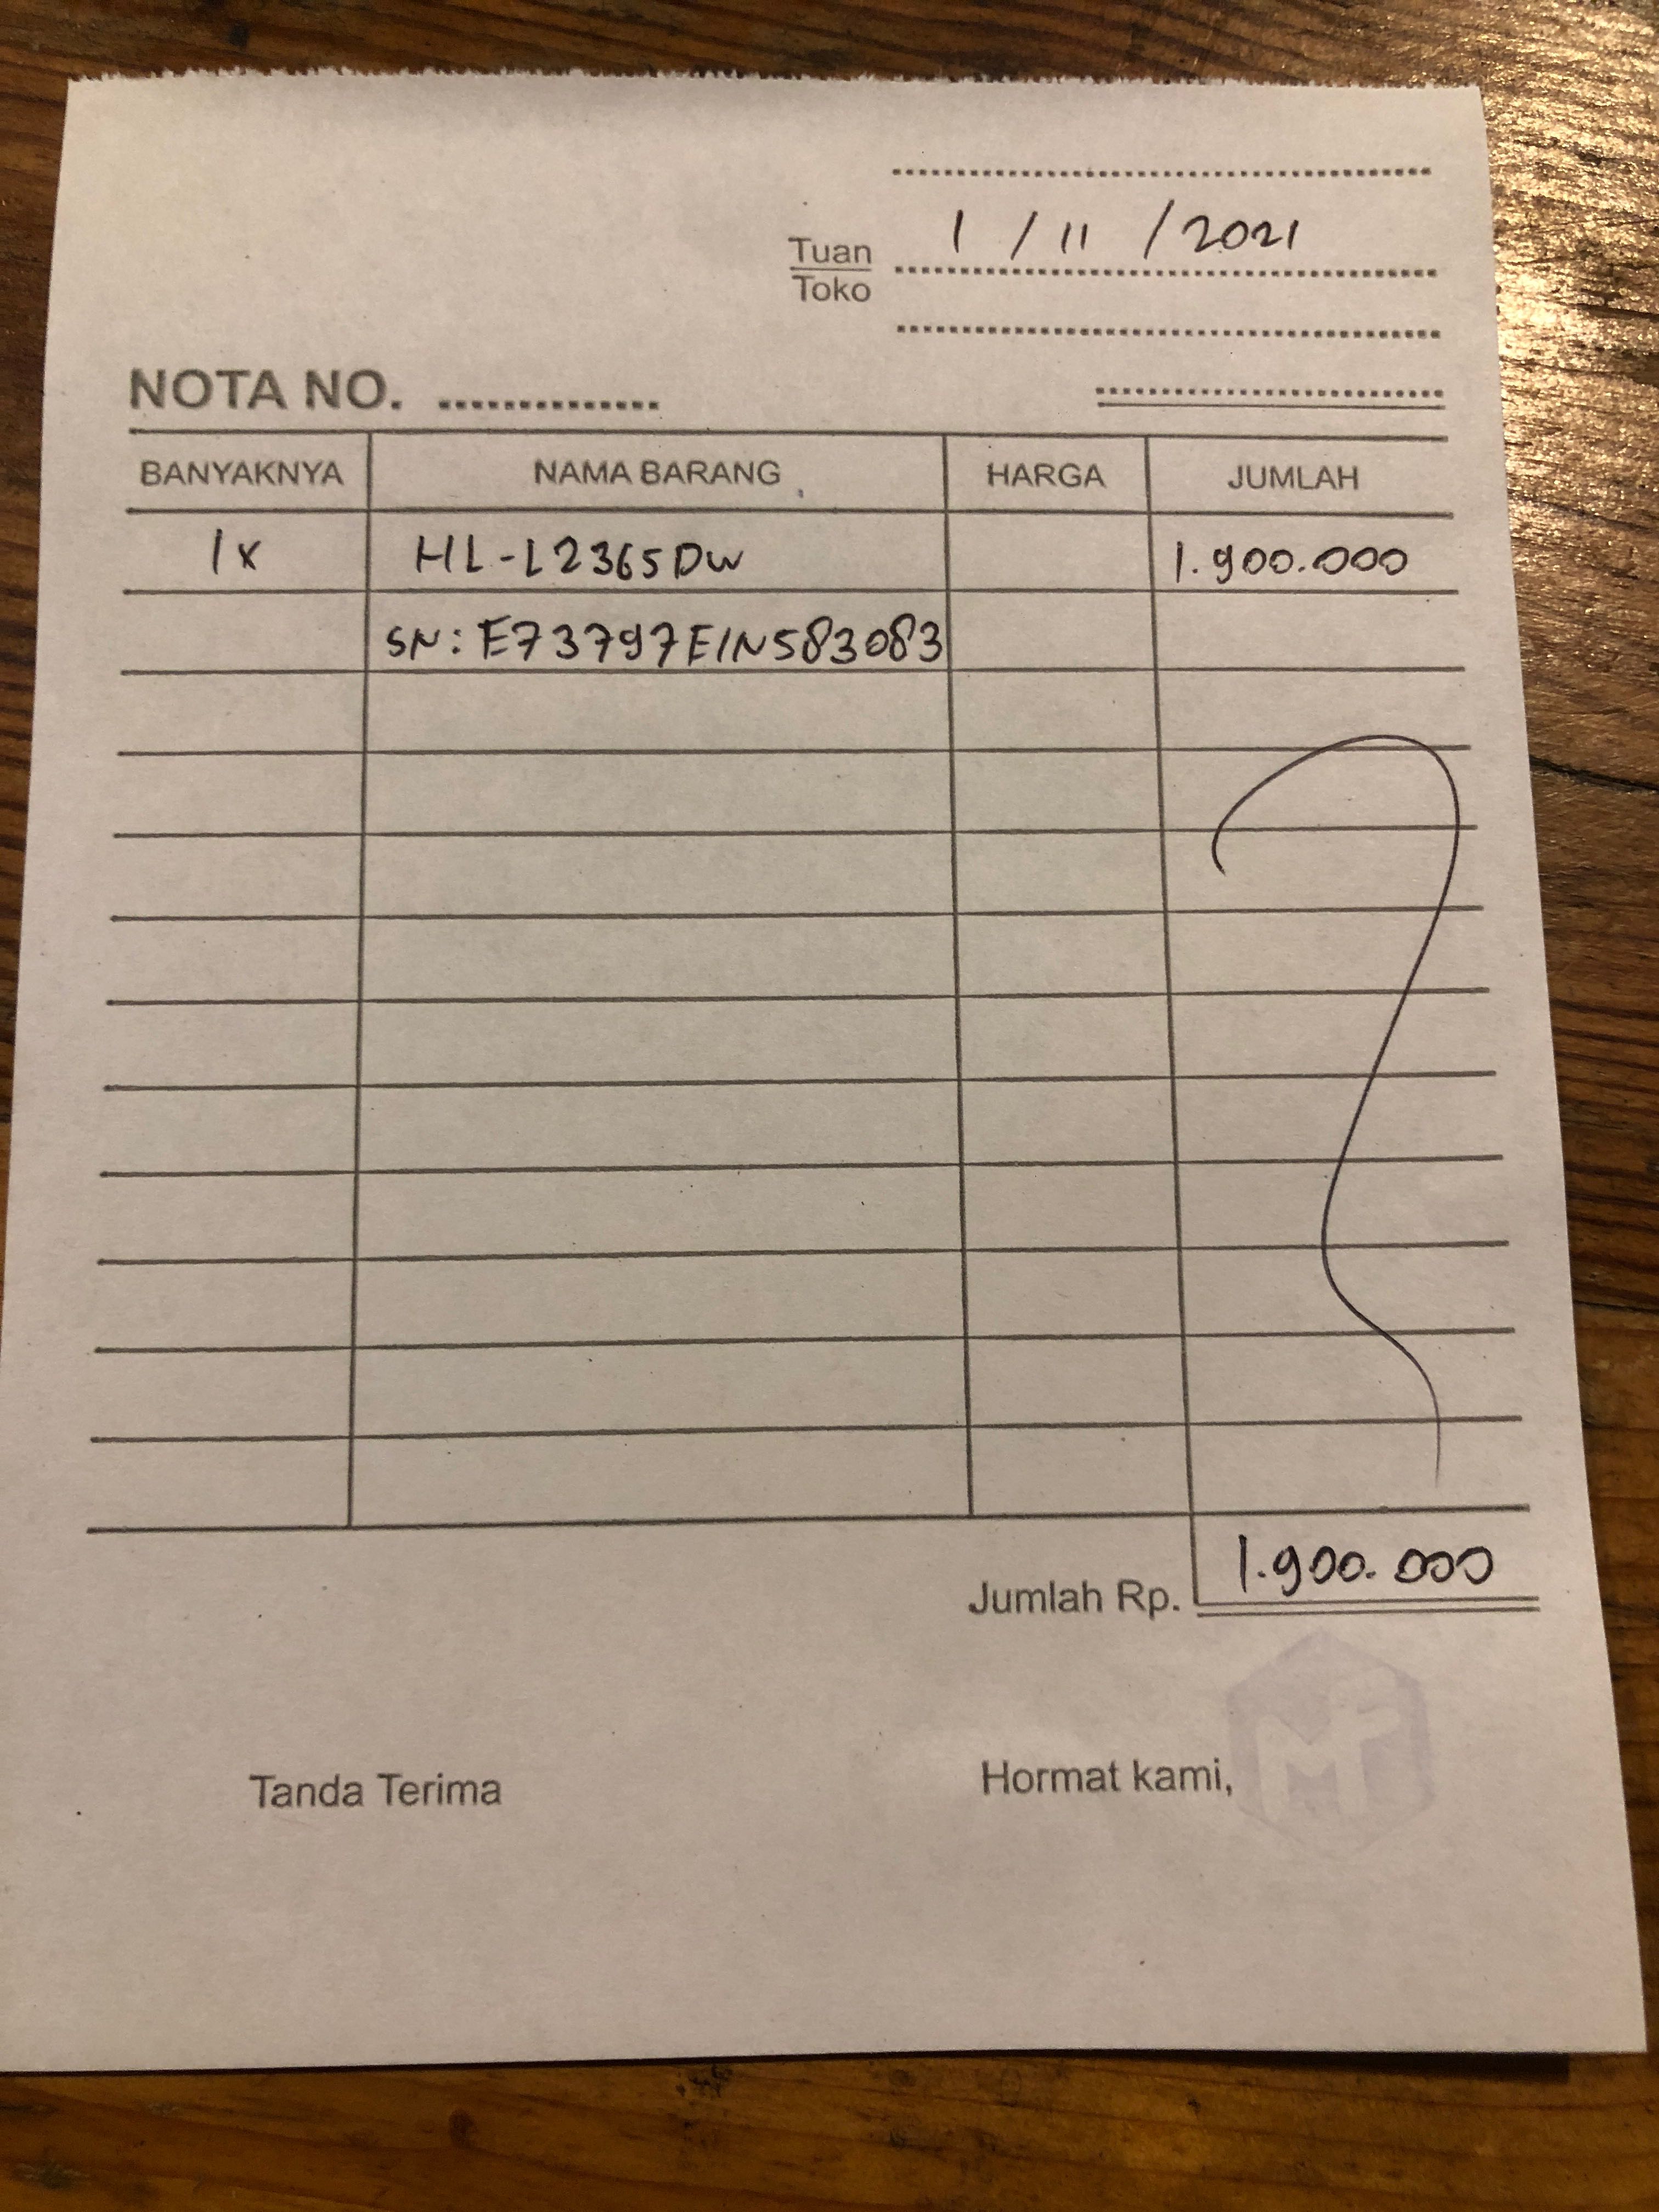 1 / 11 / 2021
Tuan
Toko
NOTA NO. ..............
BANYAKNYA NAMA BARANG HARGA JUMLAH
1x HL-L2365DW 1.900.000
SN: E73797E1N583083
Jumlah Rp. 1.900.000
Tanda Terima Hormat kami,
MF